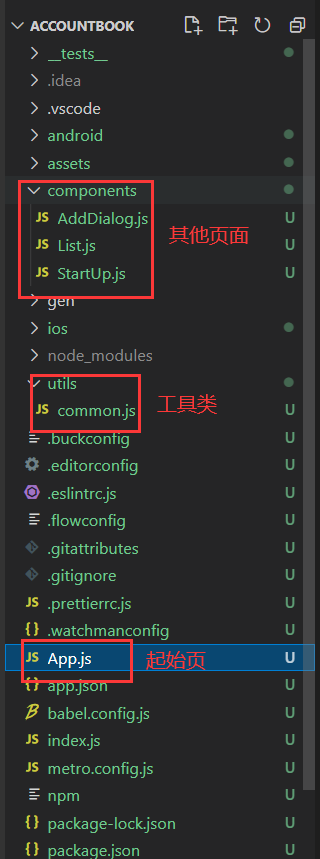 ACCOUNTBOOK
__tests__
.idea
.vscode
android
assets
components
JS AddDialog.js U
其他页面
JS List.js U
JS StartUp.js U
gen
ios
node_modules
utils
JS common.js U
工具类
.buckconfig U
.editorconfig U
.eslintrc.js U
.flowconfig U
.gitattributes U
.gitignore U
JS .prettierrc.js U
{} .watchmanconfig U
JS App.js U
起始页
{} app.json U
babel.config.js U
JS index.js U
JS metro.config.js U
npm U
{} package-lock.json U
{} package.json U